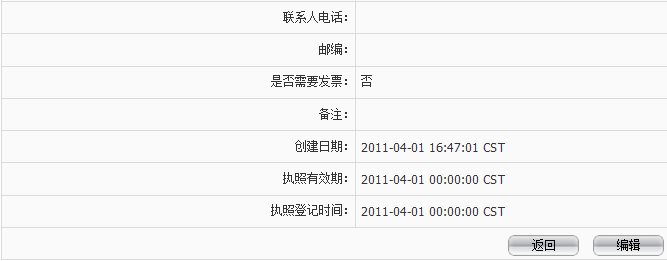 联系人电话：
邮编：
是否需要发票： 否
备注：
创建日期： 2011-04-01 16:47:01 CST
执照有效期： 2011-04-01 00:00:00 CST
执照登记时间： 2011-04-01 00:00:00 CST
返回 编辑